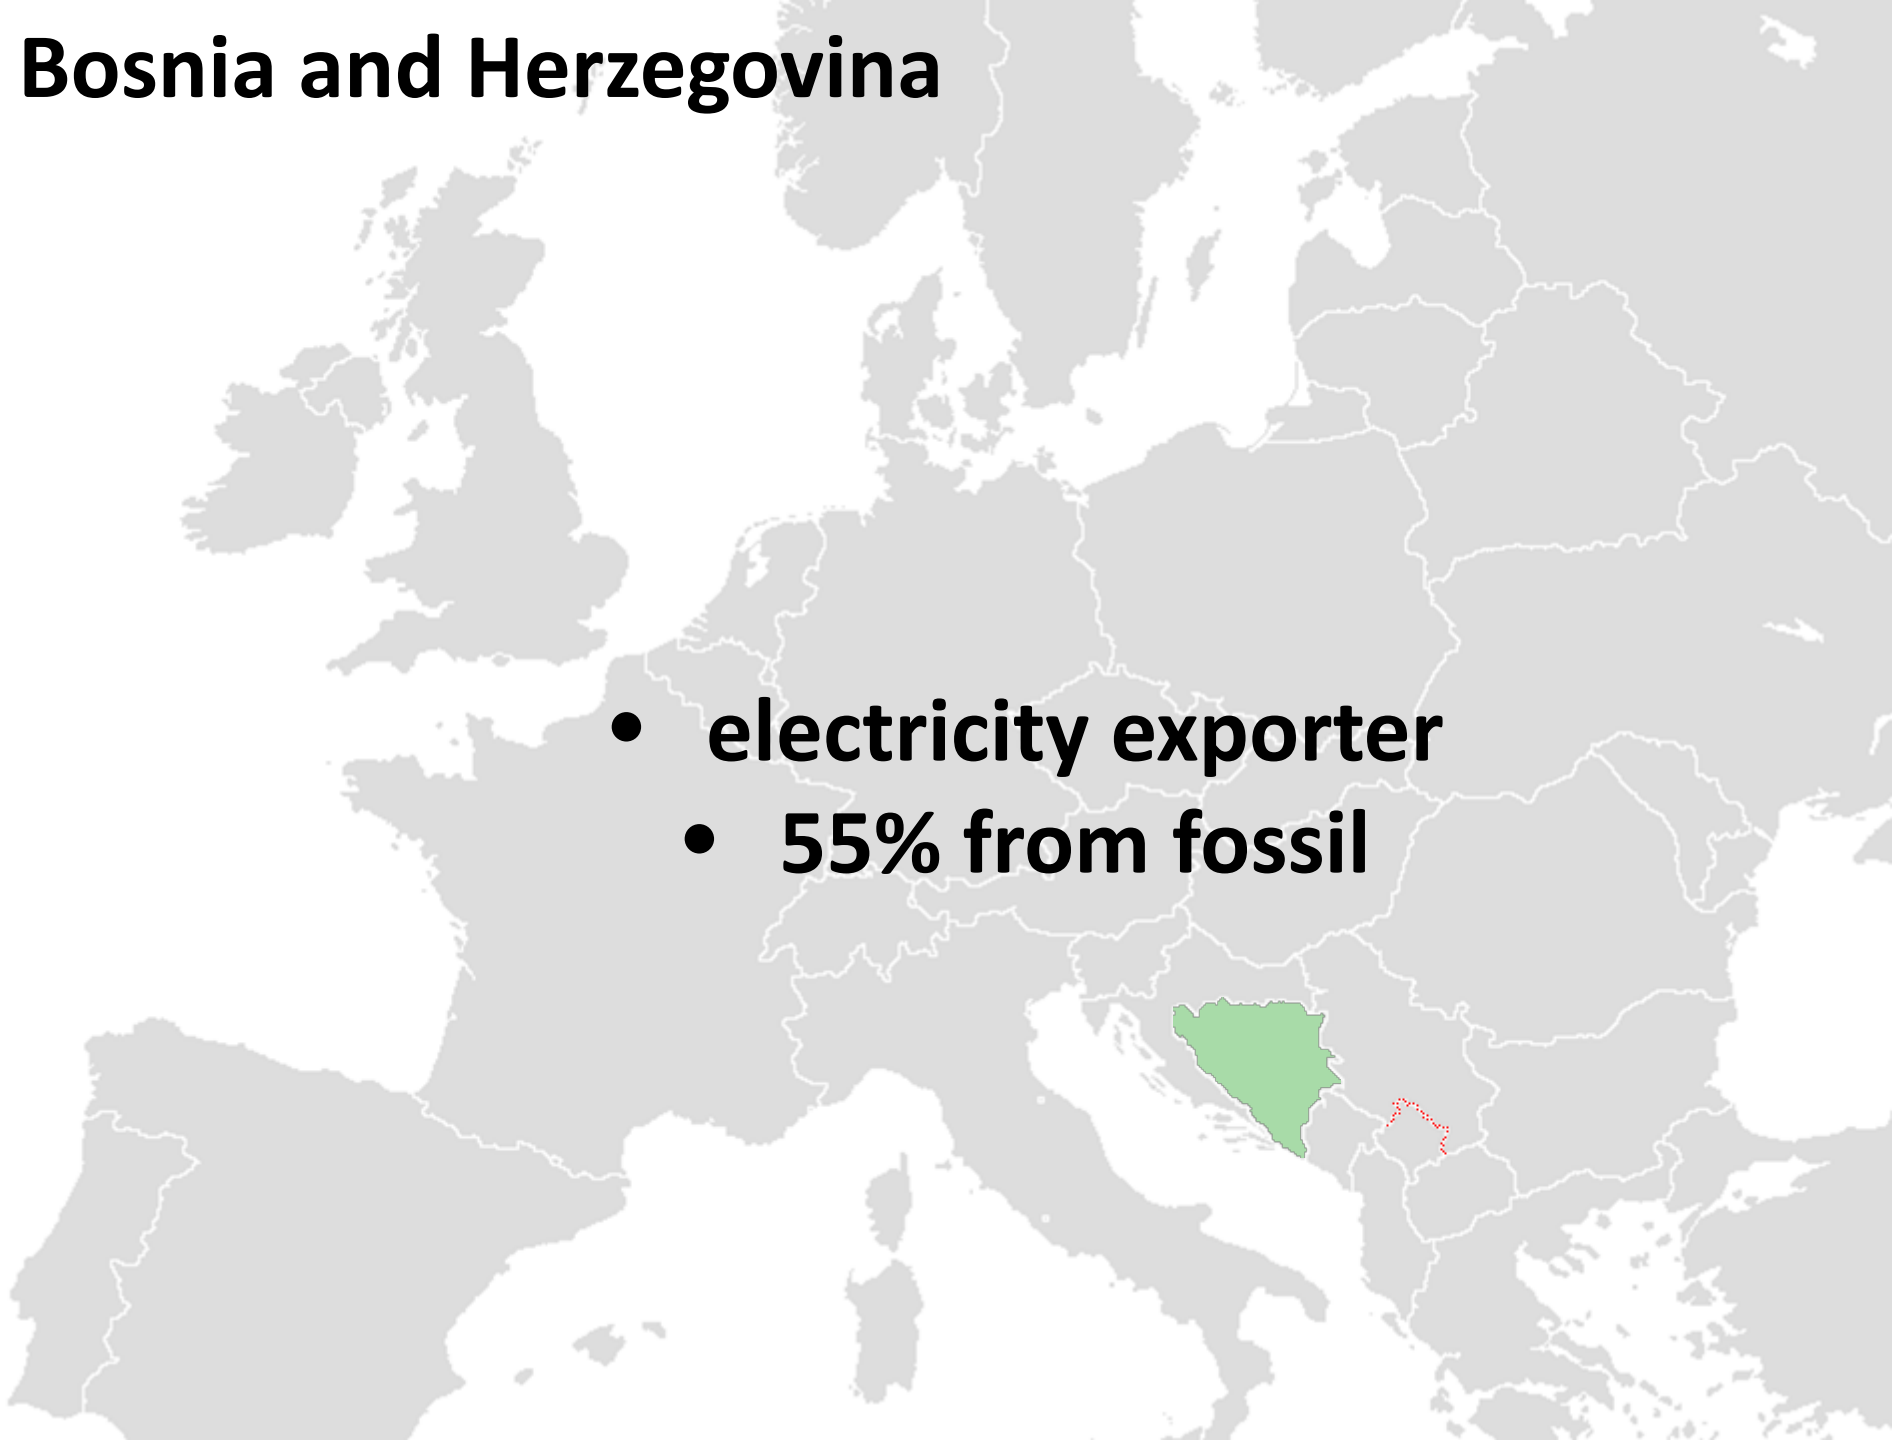 Bosnia and Herzegovina
• electricity exporter
• 55% from fossil